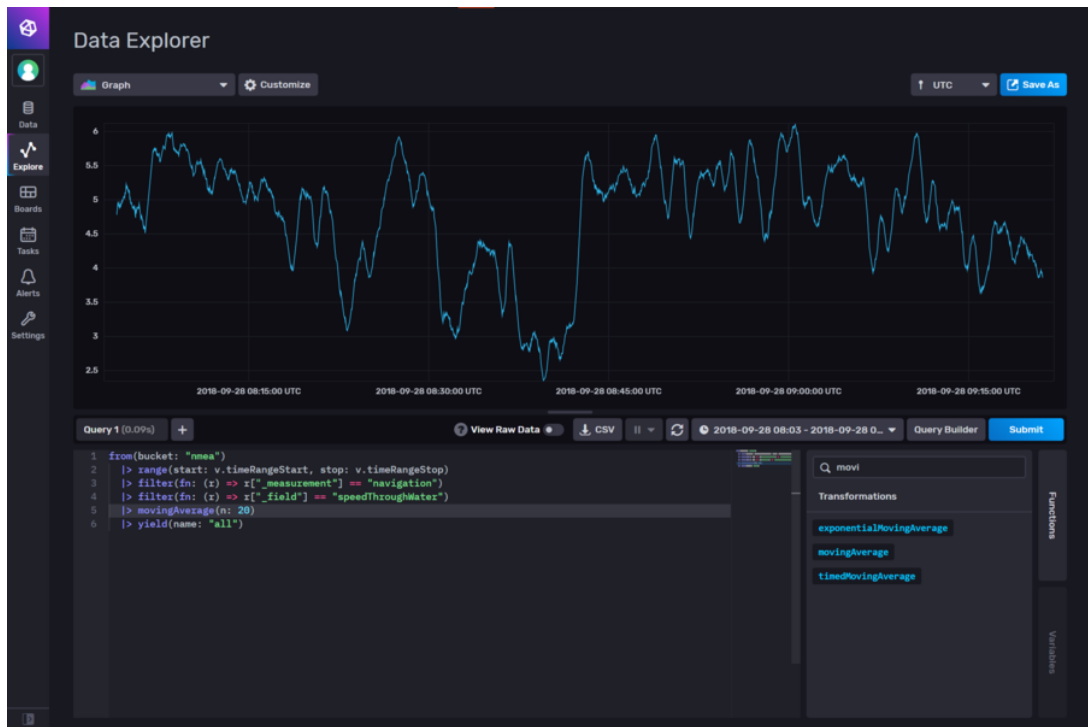 Data Explorer
Graph
Customize
UTC
Save As
Data
Explore
Boards
Tasks
Alerts
Settings
6
5.5
5
4.5
4
3.5
3
2.5
2018-09-28 08:15:00 UTC
2018-09-28 08:30:00 UTC
2018-09-28 08:45:00 UTC
2018-09-28 09:00:00 UTC
2018-09-28 09:15:00 UTC
Query 1 (0.09s)
+
? View Raw Data
CSV
2018-09-28 08:03 - 2018-09-28 0...
Query Builder
Submit
1 from(bucket: "nmea")
2 |> range(start: v.timeRangeStart, stop: v.timeRangeStop)
3 |> filter(fn: (r) => r["_measurement"] == "navigation")
4 |> filter(fn: (r) => r["_field"] == "speedThroughWater")
5 |> movingAverage(n: 20)
6 |> yield(name: "all")
movi
Transformations
exponentialMovingAverage
movingAverage
timedMovingAverage
Functions
Variables